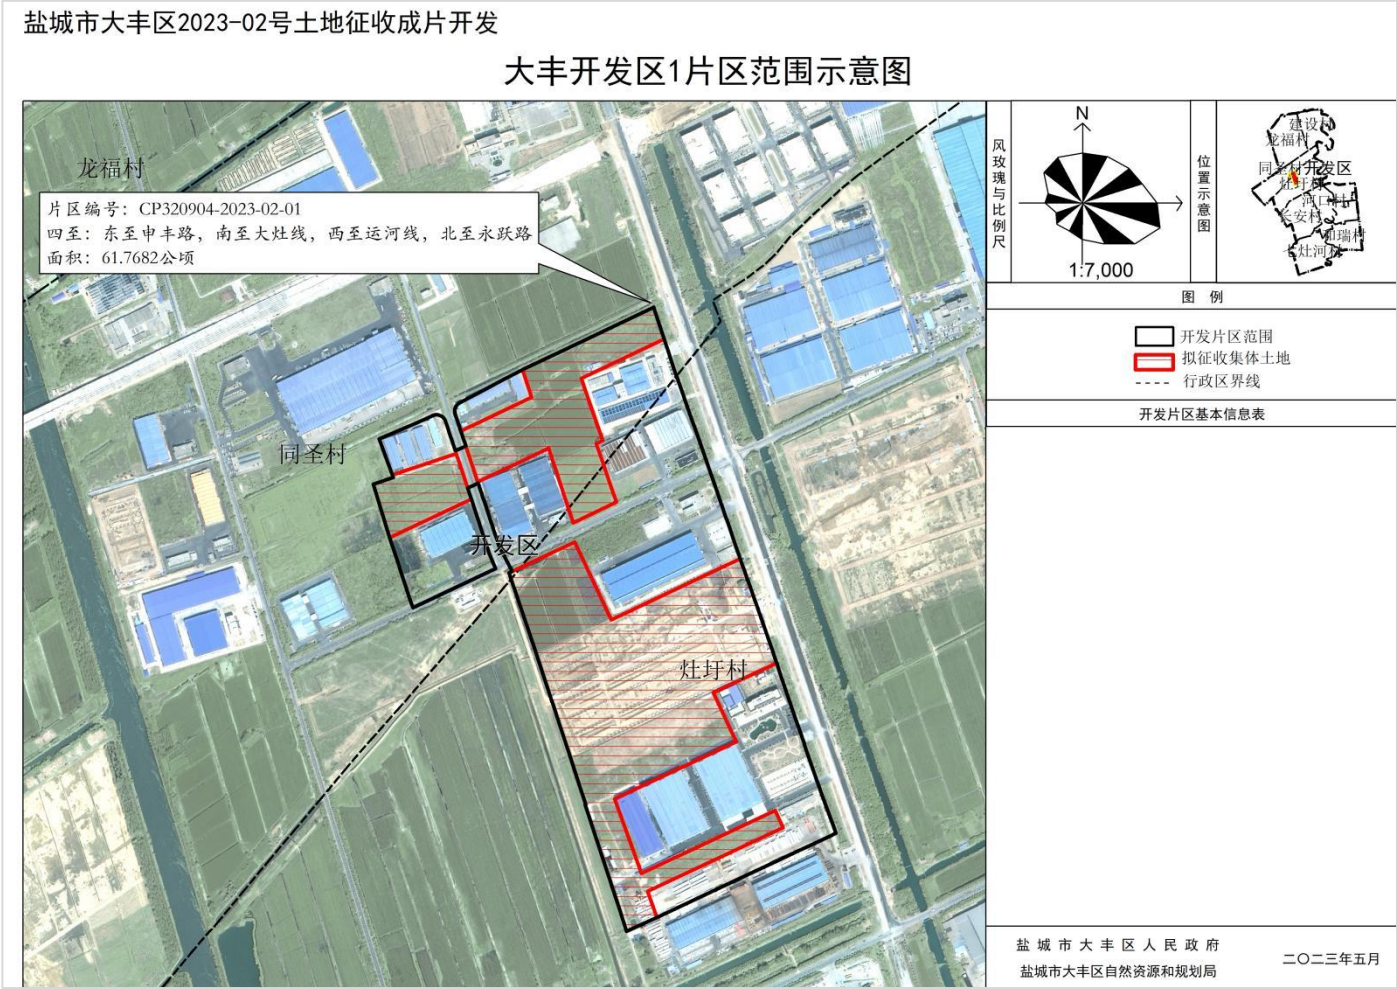 盐城市大丰区2023-02号土地征收成片开发
大丰开发区1片区范围示意图
龙福村
片区编号：CP320904-2023-02-01
四至：东至申丰路，南至大灶线，西至运河线，北至永跃路
面积：61.7682公顷
同圣村
开发区
灶圩村
风玫瑰与比例尺
N
1:7,000
位置示意图
建设村
龙福村
同圣村
开发区
灶圩村
河口村
长安村
和瑞村
七灶河村
图 例
开发片区范围
拟征收集体土地
行政区界线
开发片区基本信息表
盐城市大丰区人民政府
盐城市大丰区自然资源和规划局
二〇二三年五月